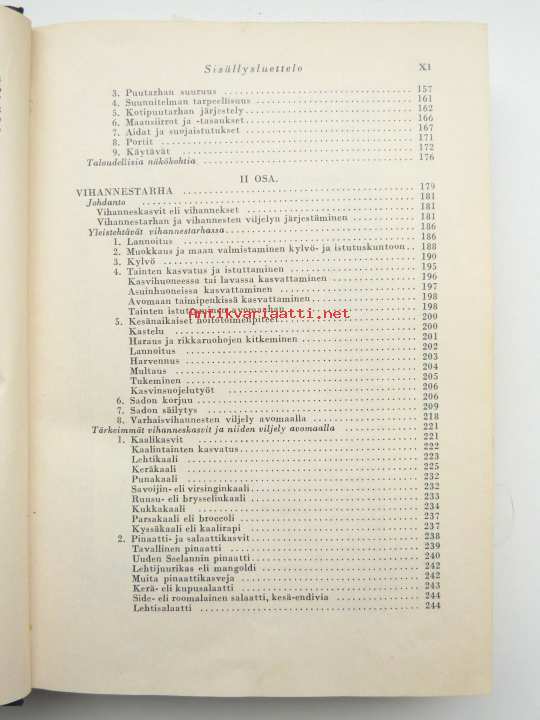 Sisällysluettelo XI
3. Puutarhan suuruus 157
4. Suunnitelman tarpeellisuus 161
5. Kotipuutarhan järjestely 162
6. Maansiirrot ja -tasaukset 166
7. Aidat ja suojaistutukset 167
8. Portit 171
9. Käytävät 172
Taloudellisia näkökohtia 176
II OSA.
VIHANNESTARHA 179
Johdanto 181
Vihanneskasvit eli vihannekset 181
Vihannestarhan ja vihannesten viljelyn järjestäminen 181
Yleistehtävät vihannestarhassa 186
1. Lannoitus 186
2. Muokkaus ja maan valmistaminen kylvö- ja istutuskuntoon 188
3. Kylvö 190
4. Tainten kasvatus ja istuttaminen 195
Kasvihuoneessa tai lavassa kasvattaminen 196
Asuinhuoneissa kasvattaminen 197
Avomaan taimipenkissä kasvattaminen 198
Tainten istuttaminen avomaahan 198
Antikvariaatti.net
5. Kesänaikaiset hoitotoimenpiteet 200
Kastelu 200
Haraus ja rikkaruohojen kitkeminen 201
Lannoitus 202
Harvennus 203
Multaus 204
Tukeminen 205
Kasvinsuojelutyöt 206
6. Sadon korjuu 206
7. Sadon säilytys 209
8. Varhaisvihannesten viljely avomaalla 218
Tärkeimmät vihanneskasvit ja niiden viljely avomaalla 221
1. Kaalikasvit 221
Kaalintainten kasvatus 222
Lehtikaali 223
Keräkaali 225
Punakaali 232
Savoijin- eli virsinginkaali 232
Ruusu- eli brysselinkaali 233
Kukkakaali 234
Parsakaali eli broccoli 237
Kyssäkaali eli kaalirapi 237
2. Pinaatti- ja salaattikasvit 238
Tavallinen pinaatti 239
Uuden Seelannin pinaatti 240
Lehtijuurikas eli mangoldi 241
Muita pinaattikasveja 242
Kerä- eli kupusalaatti 242
Side- eli roomalainen salaatti, kesä-endivia 244
Lehtisalaatti 244